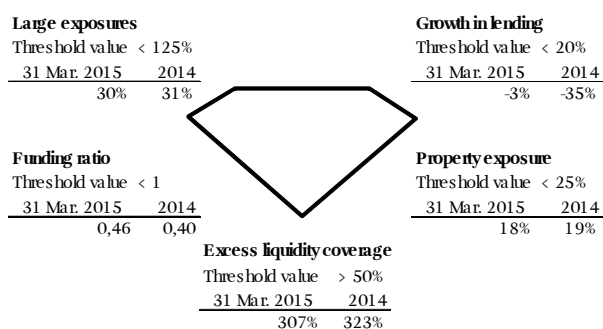 Large exposures
Threshold value < 125%
31 Mar. 2015 2014
30% 31%
Growth in lending
Threshold value < 20%
31 Mar. 2015 2014
-3% -35%
Funding ratio
Threshold value < 1
31 Mar. 2015 2014
0,46 0,40
Property exposure
Threshold value < 25%
31 Mar. 2015 2014
18% 19%
Excess liquidity coverage
Threshold value > 50%
31 Mar. 2015 2014
307% 323%